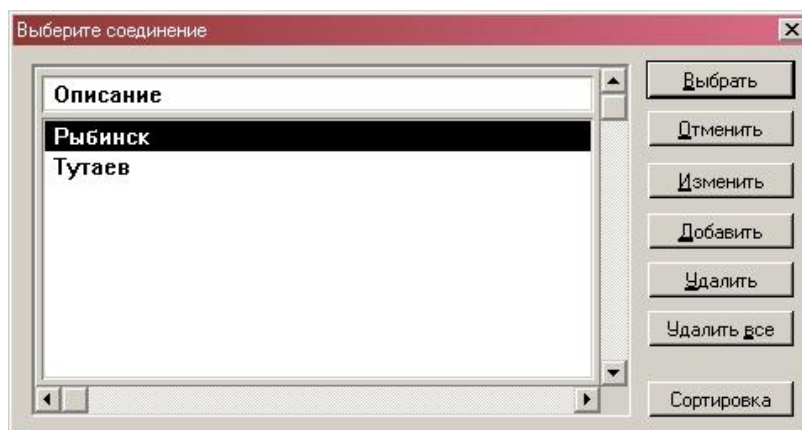 Выберите соединение
Описание
Рыбинск
Тутаев
Выбрать
Отменить
Изменить
Добавить
Удалить
Удалить все
Сортировка